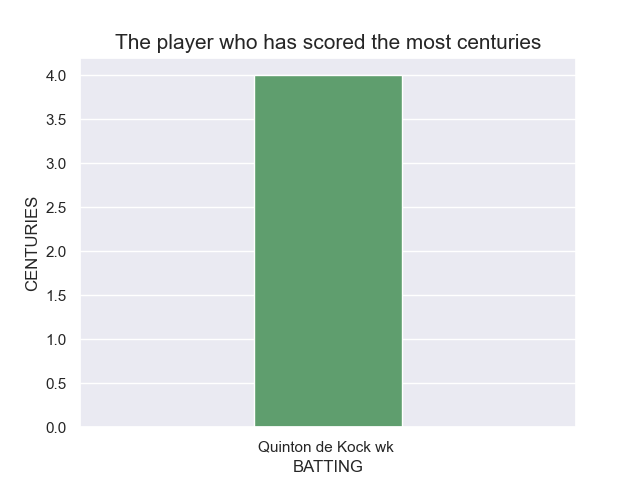 The player who has scored the most centuries
CENTURIES
4.0
3.5
3.0
2.5
2.0
1.5
1.0
0.5
0.0
Quinton de Kock wk
BATTING